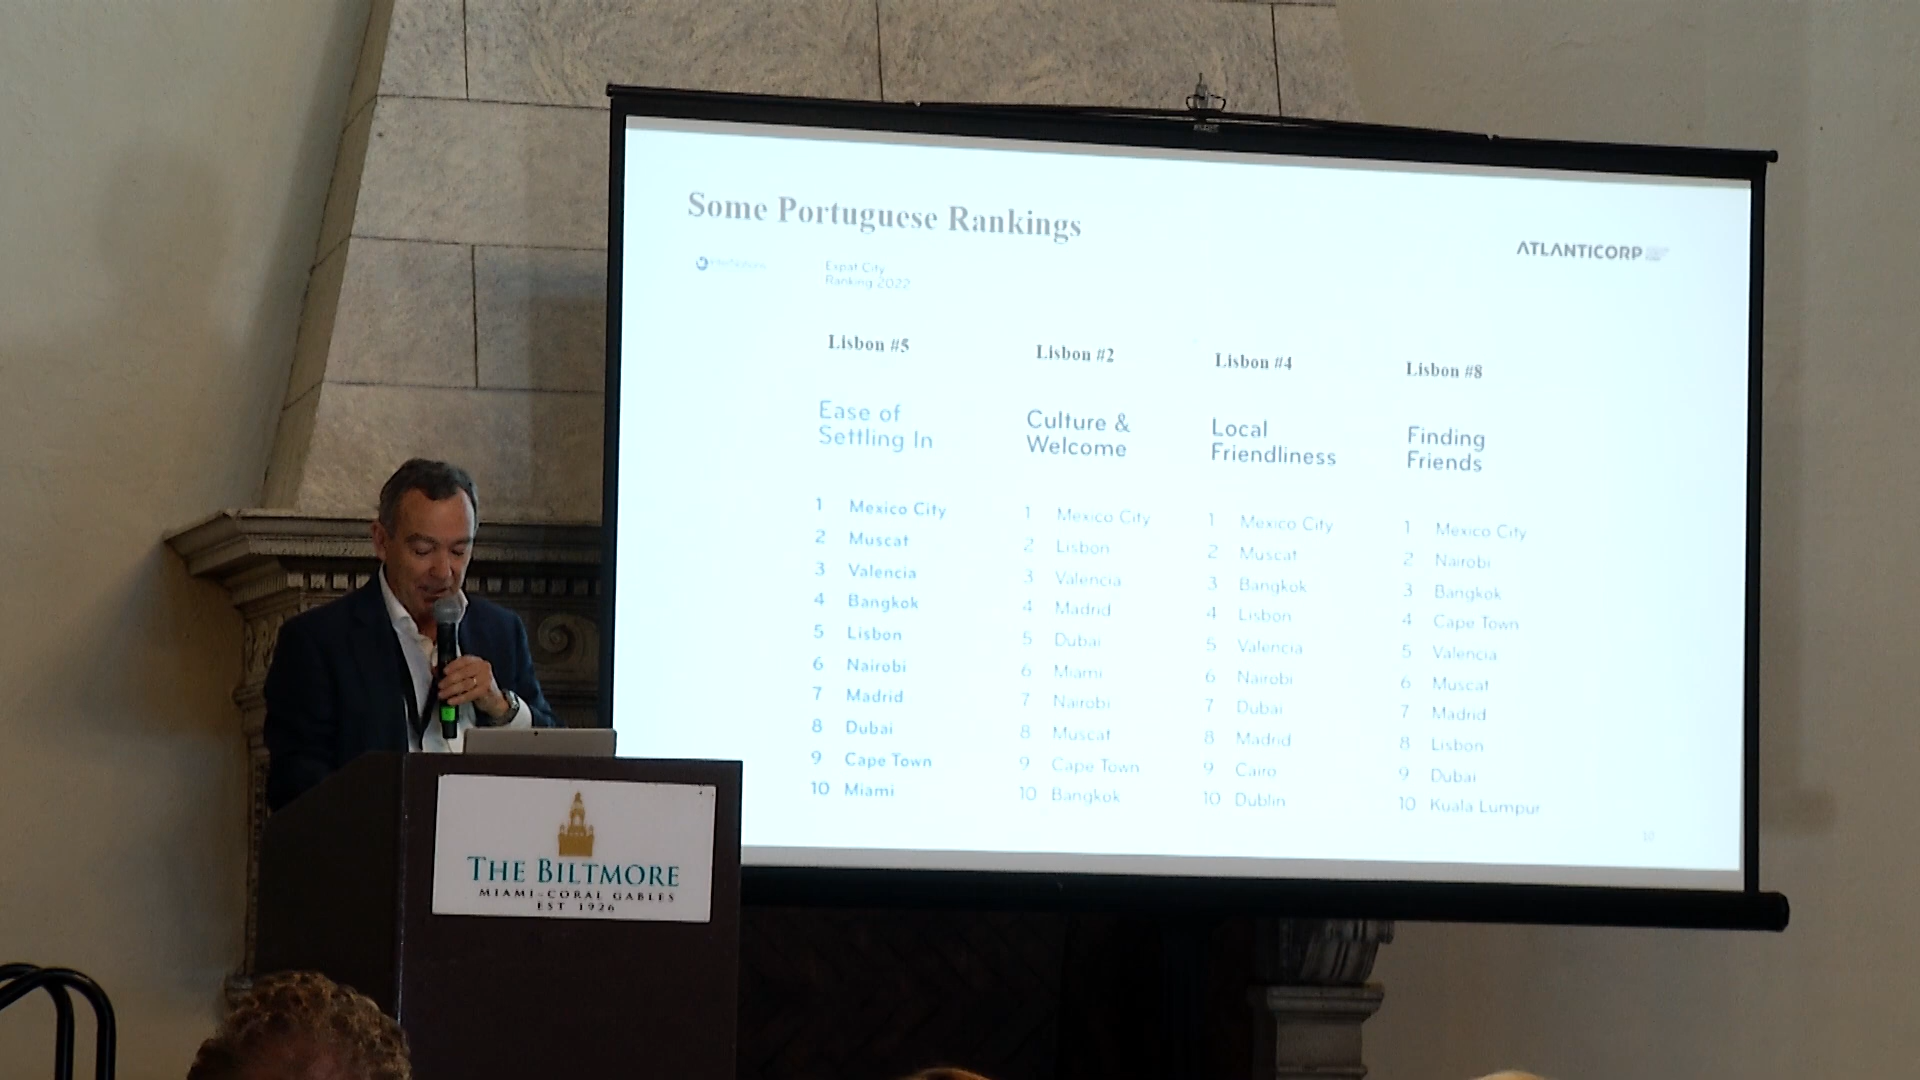 Some Portuguese Rankings
ATLANTICORP
Expat City
Ranking 2022
Lisbon #5
Ease of
Settling In
1 Mexico City
2 Muscat
3 Valencia
4 Bangkok
5 Lisbon
6 Nairobi
7 Madrid
8 Dubai
9 Cape Town
10 Miami
Lisbon #2
Culture &
Welcome
1 Mexico City
2 Lisbon
3 Valencia
4 Madrid
5 Dubai
6 Miami
7 Nairobi
8 Muscat
9 Cape Town
10 Bangkok
Lisbon #4
Local
Friendliness
1 Mexico City
2 Muscat
3 Bangkok
4 Lisbon
5 Valencia
6 Nairobi
7 Dubai
8 Madrid
9 Cairo
10 Dublin
Lisbon #8
Finding
Friends
1 Mexico City
2 Nairobi
3 Bangkok
4 Cape Town
5 Valencia
6 Muscat
7 Madrid
8 Lisbon
9 Dubai
10 Kuala Lumpur
10
THE BILTMORE
MIAMI-CORAL GABLES
EST 1926